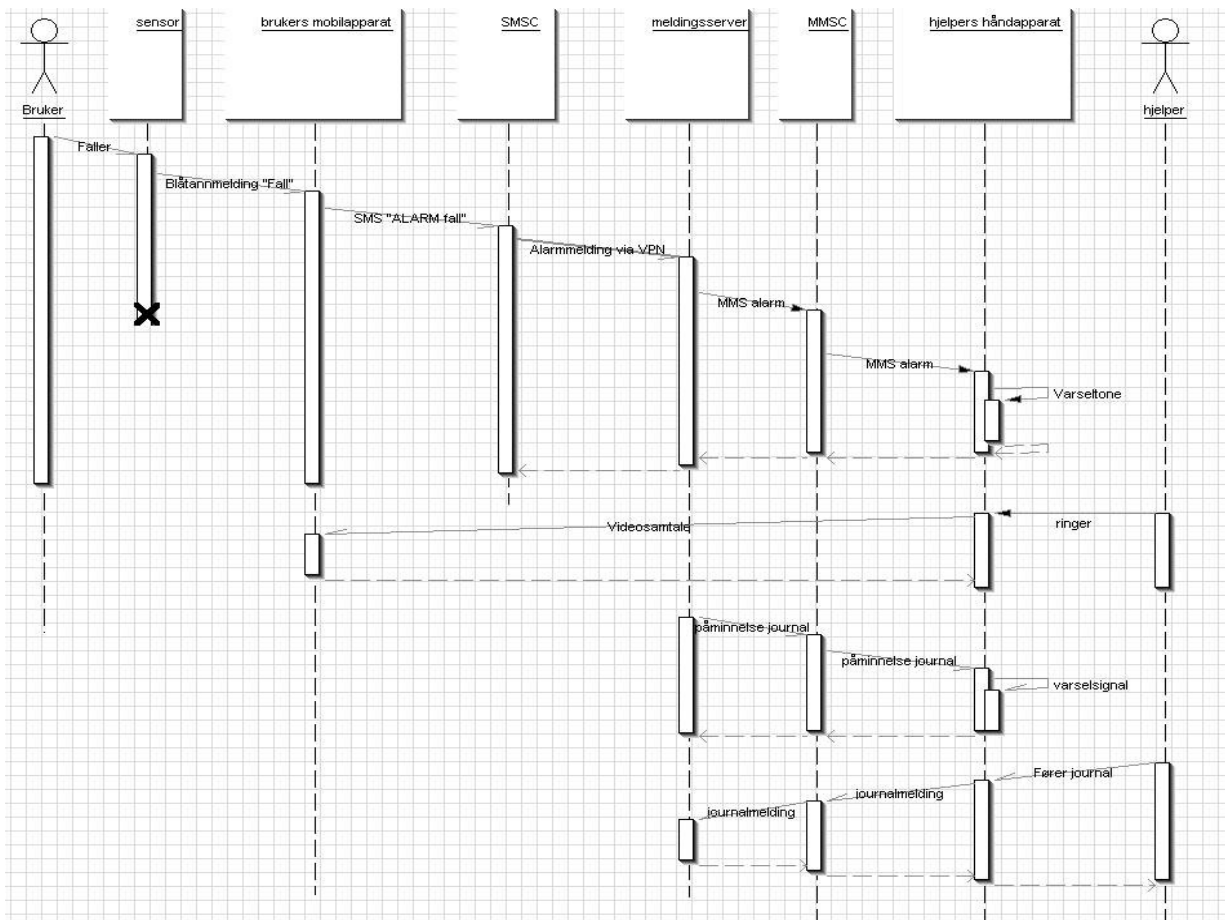 sensor
brukers mobilapparat
SMSC
meldingsserver
MMSC
hjelpers håndapparat
Bruker
hjelper
Faller
Blåtannmelding "Fall"
SMS "ALARM fall"
Alarmmelding via VPN
MMS alarm
MMS alarm
Varseltone
Videosamtale
ringer
påminnelse journal
påminnelse journal
varselsignal
Fører journal
journalmelding
journalmelding